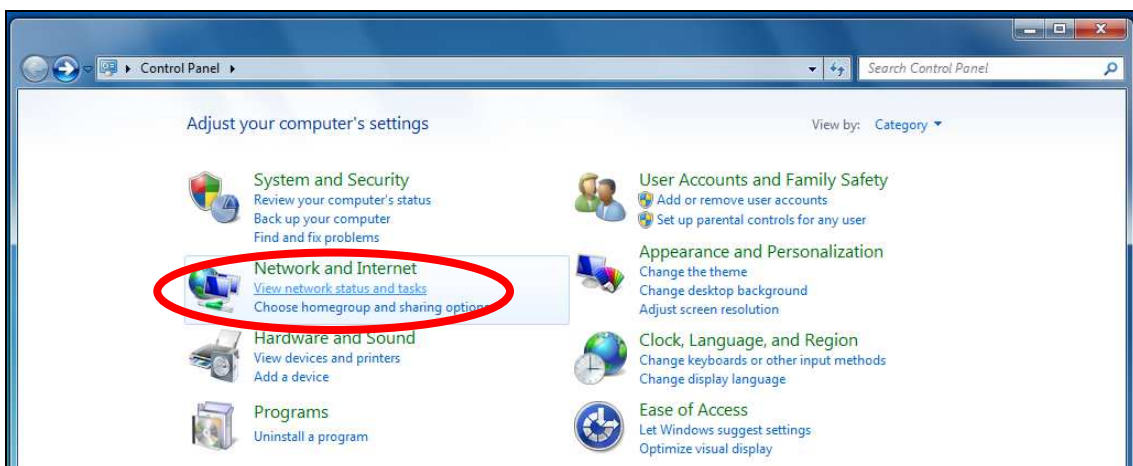 Control Panel
Search Control Panel
Adjust your computer's settings
View by: Category
System and Security
Review your computer's status
Back up your computer
Find and fix problems
Network and Internet
View network status and tasks
Choose homegroup and sharing options
Hardware and Sound
View devices and printers
Add a device
Programs
Uninstall a program
User Accounts and Family Safety
Add or remove user accounts
Set up parental controls for any user
Appearance and Personalization
Change the theme
Change desktop background
Adjust screen resolution
Clock, Language, and Region
Change keyboards or other input methods
Change display language
Ease of Access
Let Windows suggest settings
Optimize visual display